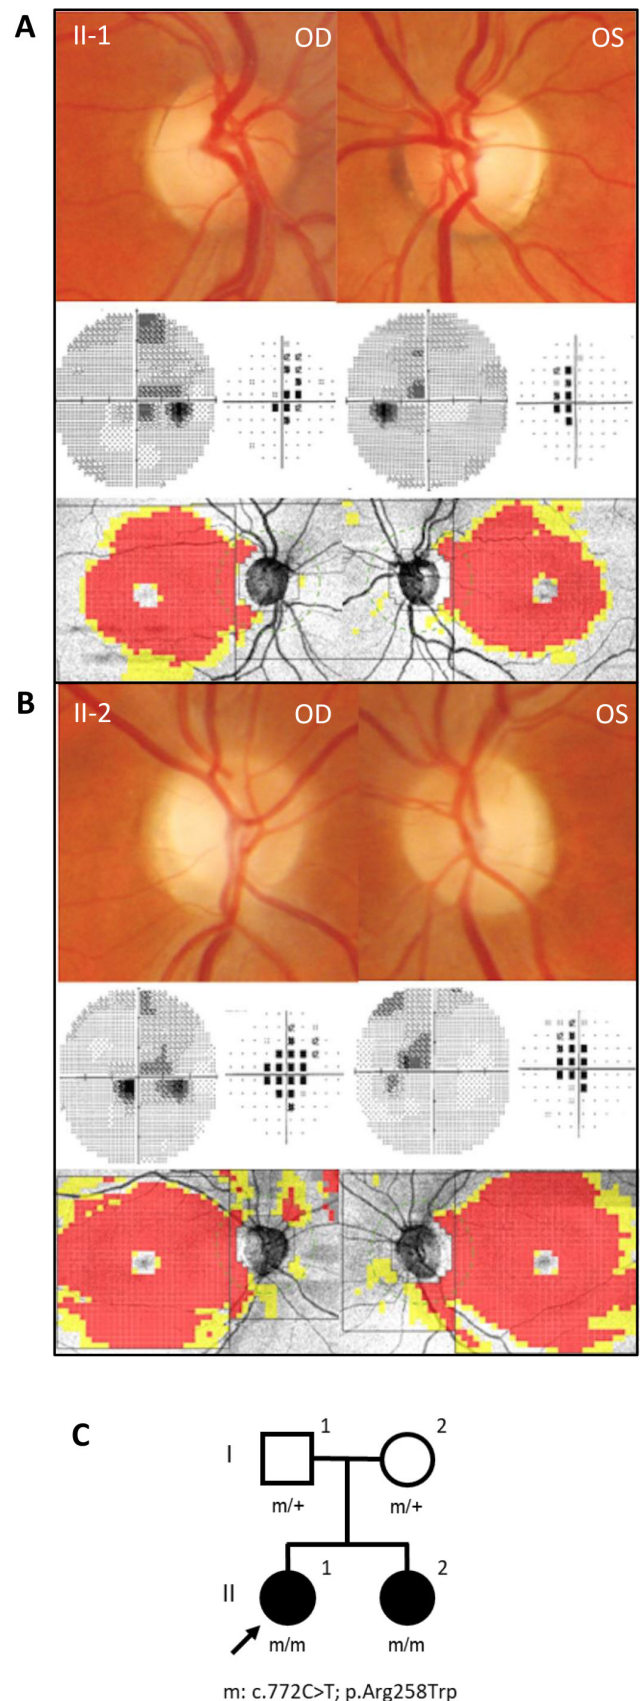 A
II-1 OD OS
B
II-2 OD OS
C
I 1 2
m/+ m/+
II 1 2
m/m m/m
m: c.772C>T; p.Arg258Trp